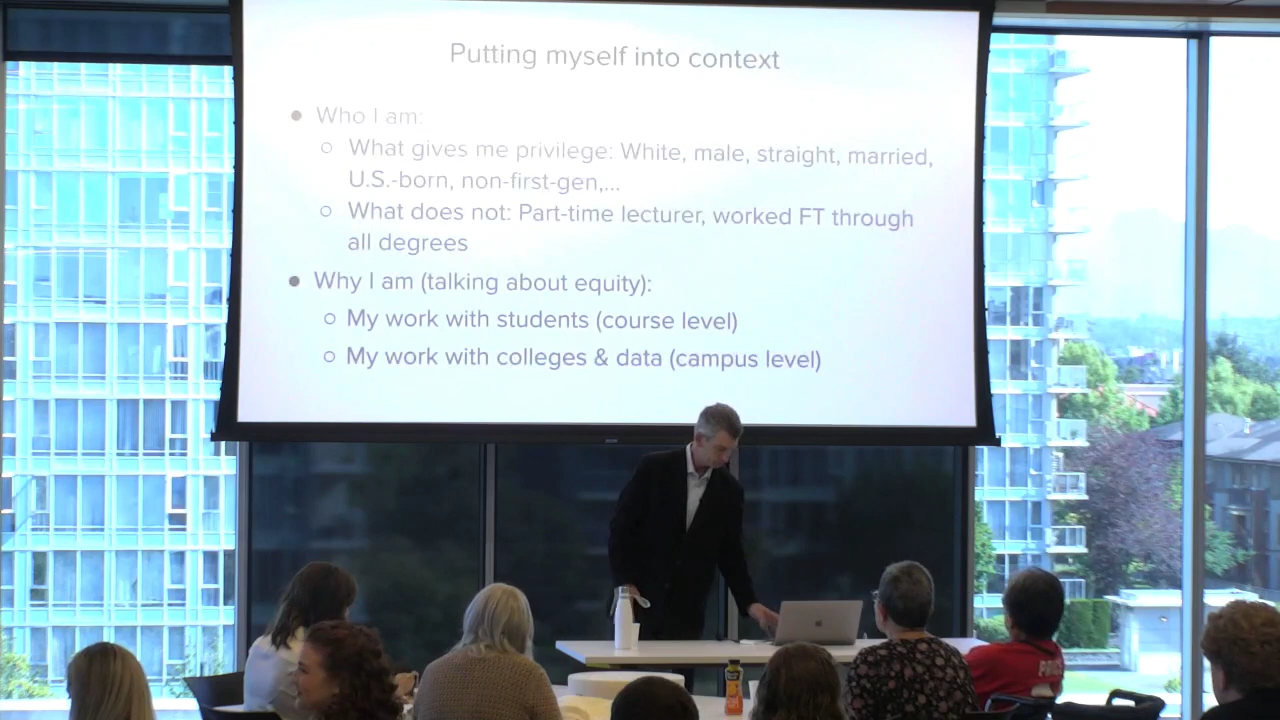 Putting myself into context
● Who I am:
○ What gives me privilege: White, male, straight, married,
U.S.-born, non-first-gen,...
○ What does not: Part-time lecturer, worked FT through
all degrees
● Why I am (talking about equity):
○ My work with students (course level)
○ My work with colleges & data (campus level)